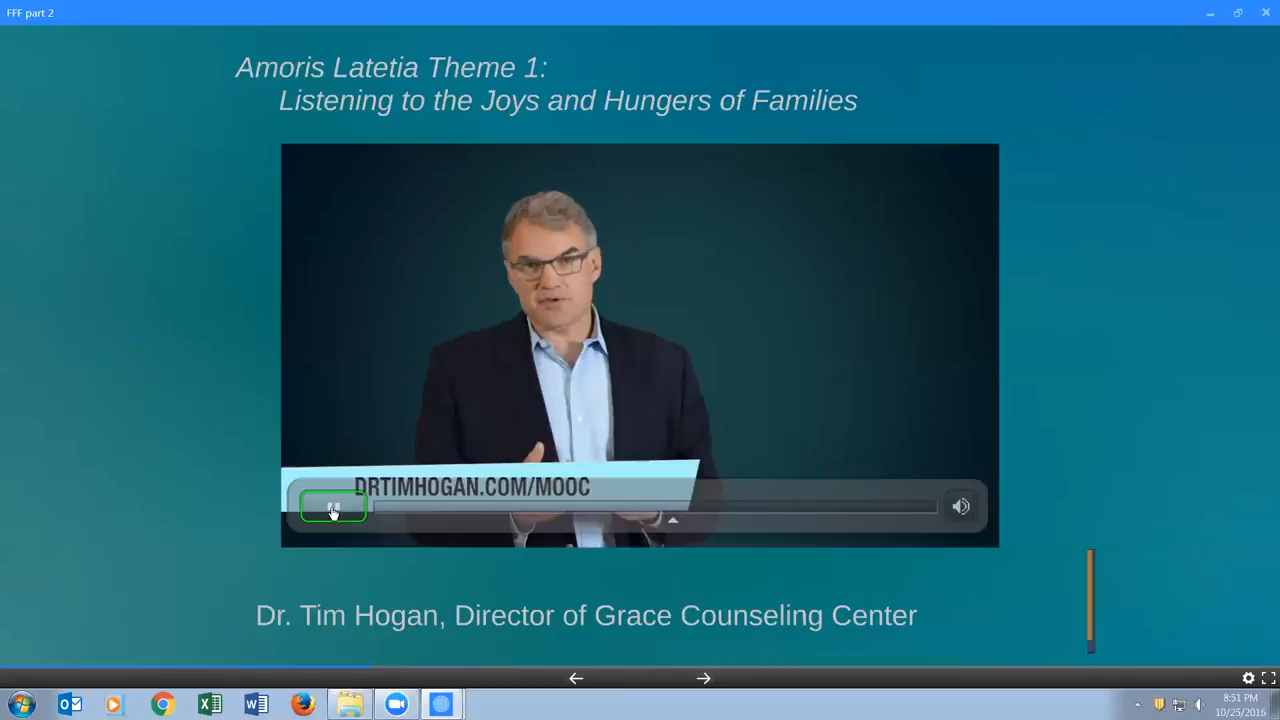 FFF part 2
Amoris Latetia Theme 1:
Listening to the Joys and Hungers of Families
DRTIMHOGAN.COM/MOOC
Dr. Tim Hogan, Director of Grace Counseling Center
8:51 PM
10/25/2016